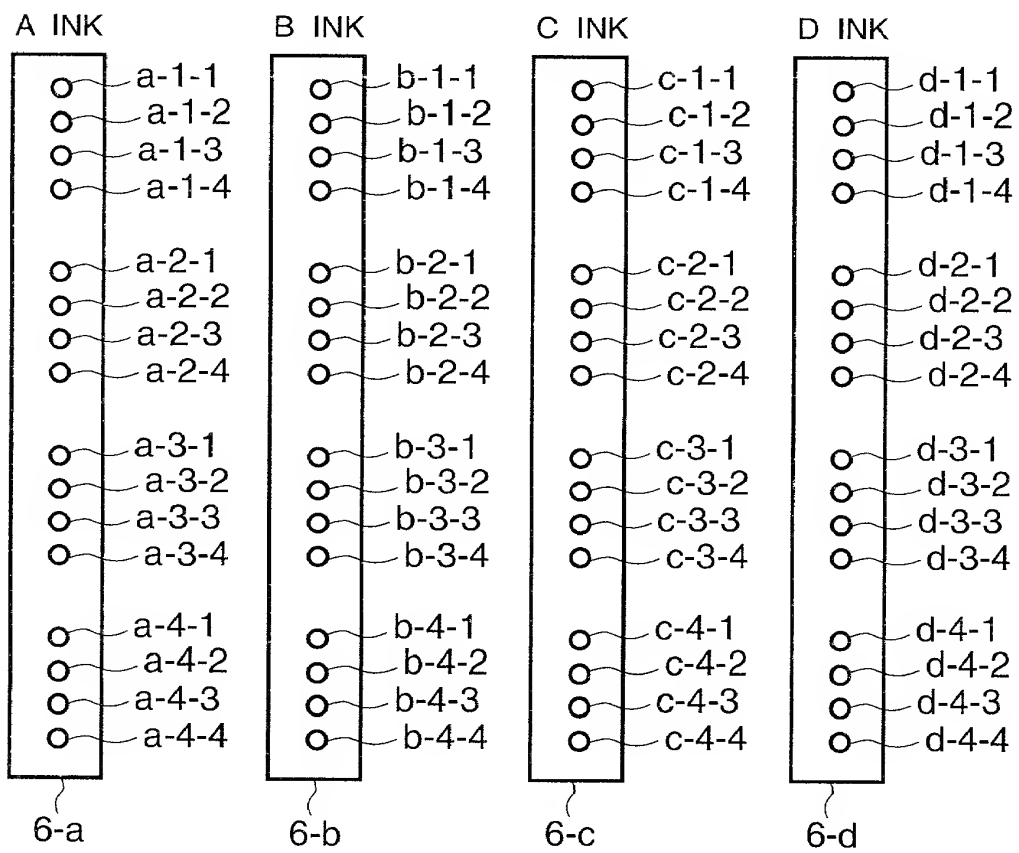 A INK B INK C INK D INK
a-1-1 b-1-1 c-1-1 d-1-1
a-1-2 b-1-2 c-1-2 d-1-2
a-1-3 b-1-3 c-1-3 d-1-3
a-1-4 b-1-4 c-1-4 d-1-4
a-2-1 b-2-1 c-2-1 d-2-1
a-2-2 b-2-2 c-2-2 d-2-2
a-2-3 b-2-3 c-2-3 d-2-3
a-2-4 b-2-4 c-2-4 d-2-4
a-3-1 b-3-1 c-3-1 d-3-1
a-3-2 b-3-2 c-3-2 d-3-2
a-3-3 b-3-3 c-3-3 d-3-3
a-3-4 b-3-4 c-3-4 d-3-4
a-4-1 b-4-1 c-4-1 d-4-1
a-4-2 b-4-2 c-4-2 d-4-2
a-4-3 b-4-3 c-4-3 d-4-3
a-4-4 b-4-4 c-4-4 d-4-4
6-a 6-b 6-c 6-d